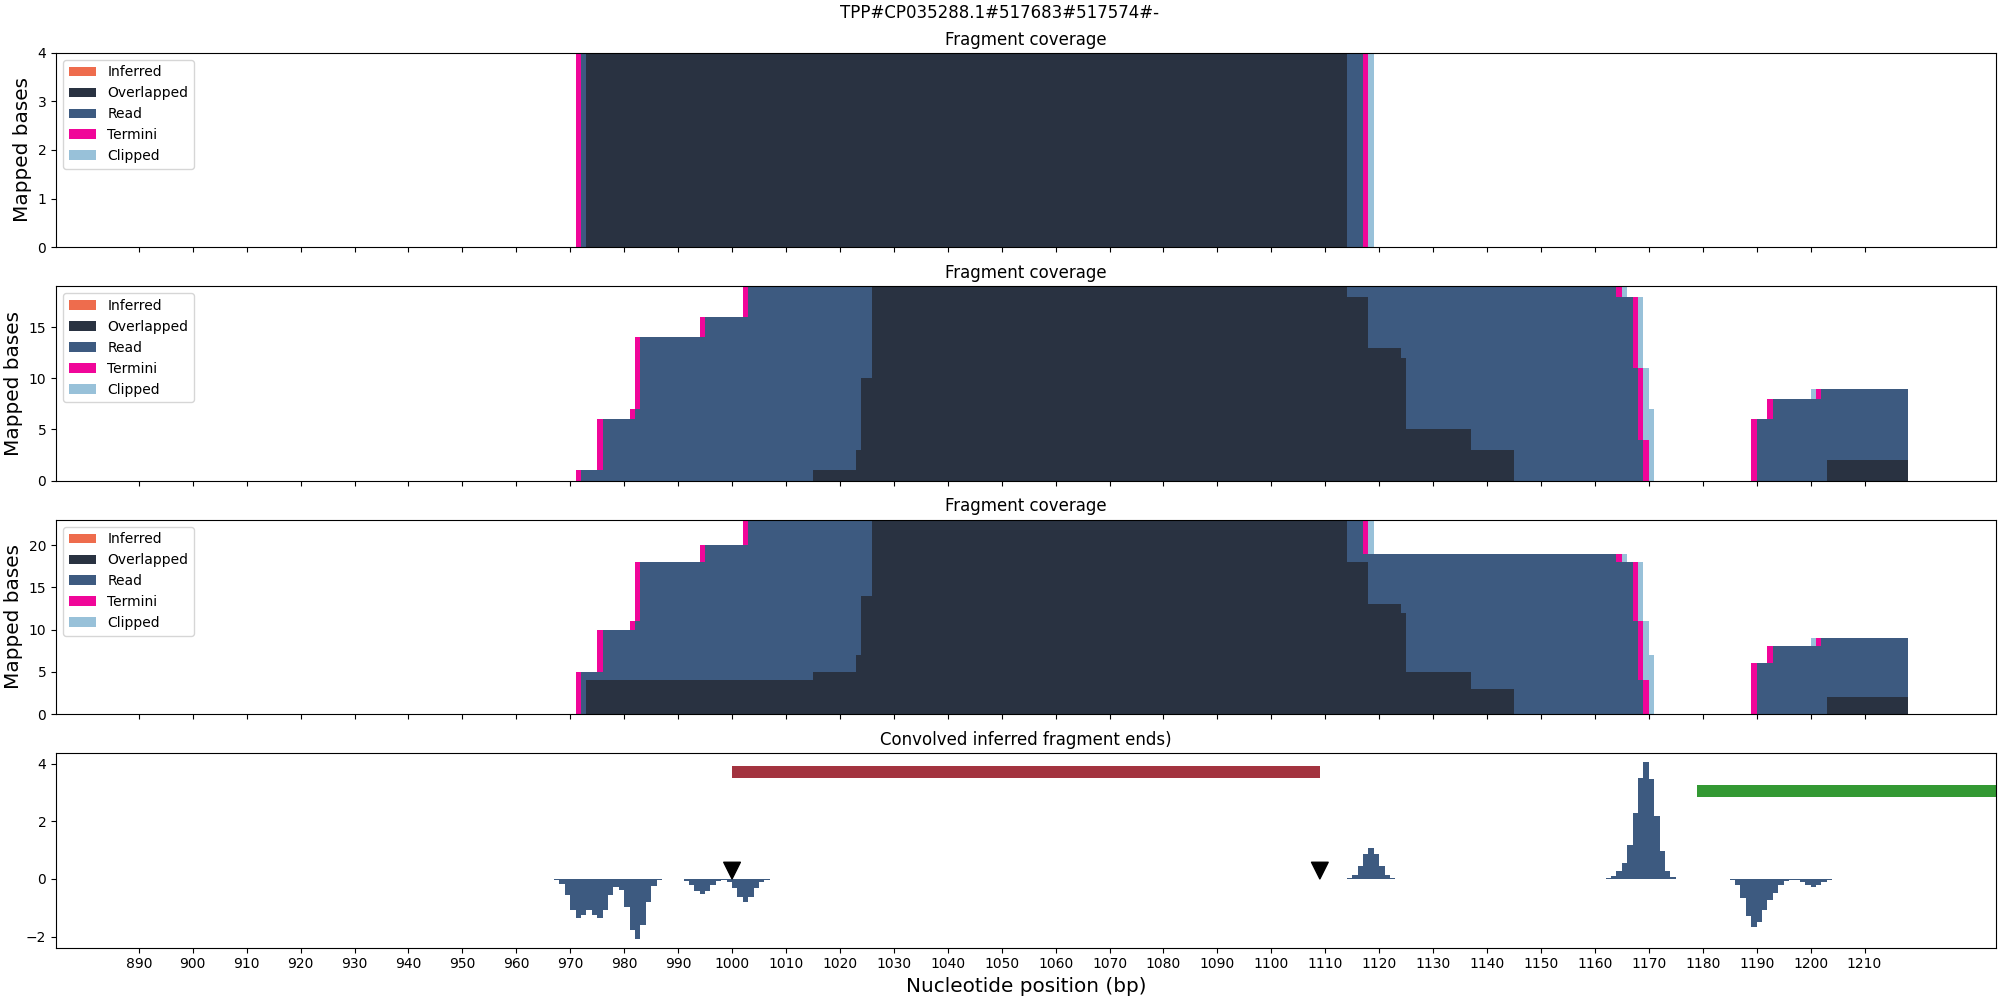 TPP#CP035288.1#517683#517574#-
Fragment coverage
Mapped bases
4
3
2
1
0
Inferred
Overlapped
Read
Termini
Clipped
Fragment coverage
Mapped bases
15
10
5
0
Inferred
Overlapped
Read
Termini
Clipped
Fragment coverage
Mapped bases
20
15
10
5
0
Inferred
Overlapped
Read
Termini
Clipped
Convolved inferred fragment ends)
4
2
0
−2
890 900 910 920 930 940 950 960 970 980 990 1000 1010 1020 1030 1040 1050 1060 1070 1080 1090 1100 1110 1120 1130 1140 1150 1160 1170 1180 1190 1200 1210
Nucleotide position (bp)